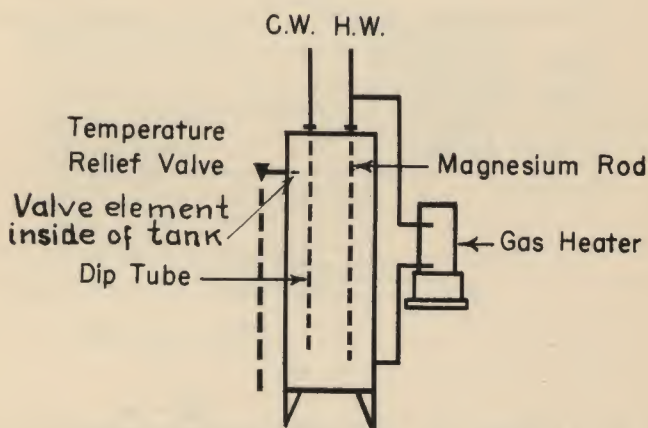 C.W. H.W.
Temperature
Relief Valve
Magnesium Rod
Valve element
inside of tank
Gas Heater
Dip Tube